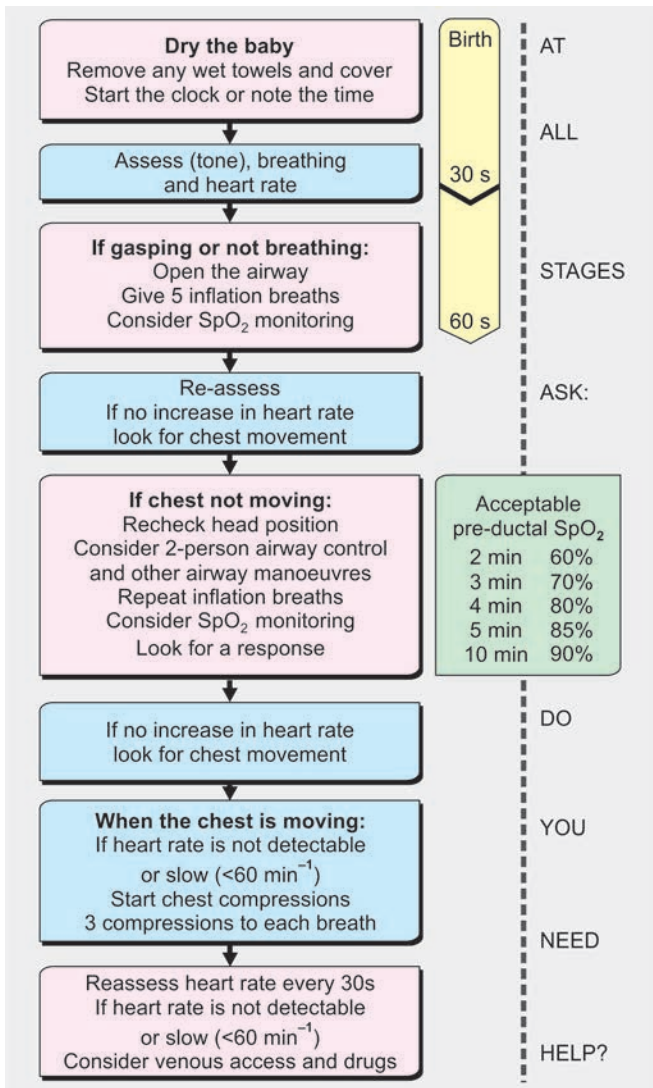 Dry the baby
Remove any wet towels and cover
Start the clock or note the time
Birth
AT
Assess (tone), breathing
and heart rate
30 s
ALL
If gasping or not breathing:
Open the airway
Give 5 inflation breaths
Consider SpO₂ monitoring
60 s
STAGES
Re-assess
If no increase in heart rate
look for chest movement
ASK:
If chest not moving:
Recheck head position
Consider 2-person airway control
and other airway manoeuvres
Repeat inflation breaths
Consider SpO₂ monitoring
Look for a response
Acceptable
pre-ductal SpO₂
2 min 60%
3 min 70%
4 min 80%
5 min 85%
10 min 90%
If no increase in heart rate
look for chest movement
DO
When the chest is moving:
If heart rate is not detectable
or slow (<60 min⁻¹)
Start chest compressions
3 compressions to each breath
YOU
NEED
Reassess heart rate every 30s
If heart rate is not detectable
or slow (<60 min⁻¹)
Consider venous access and drugs
HELP?